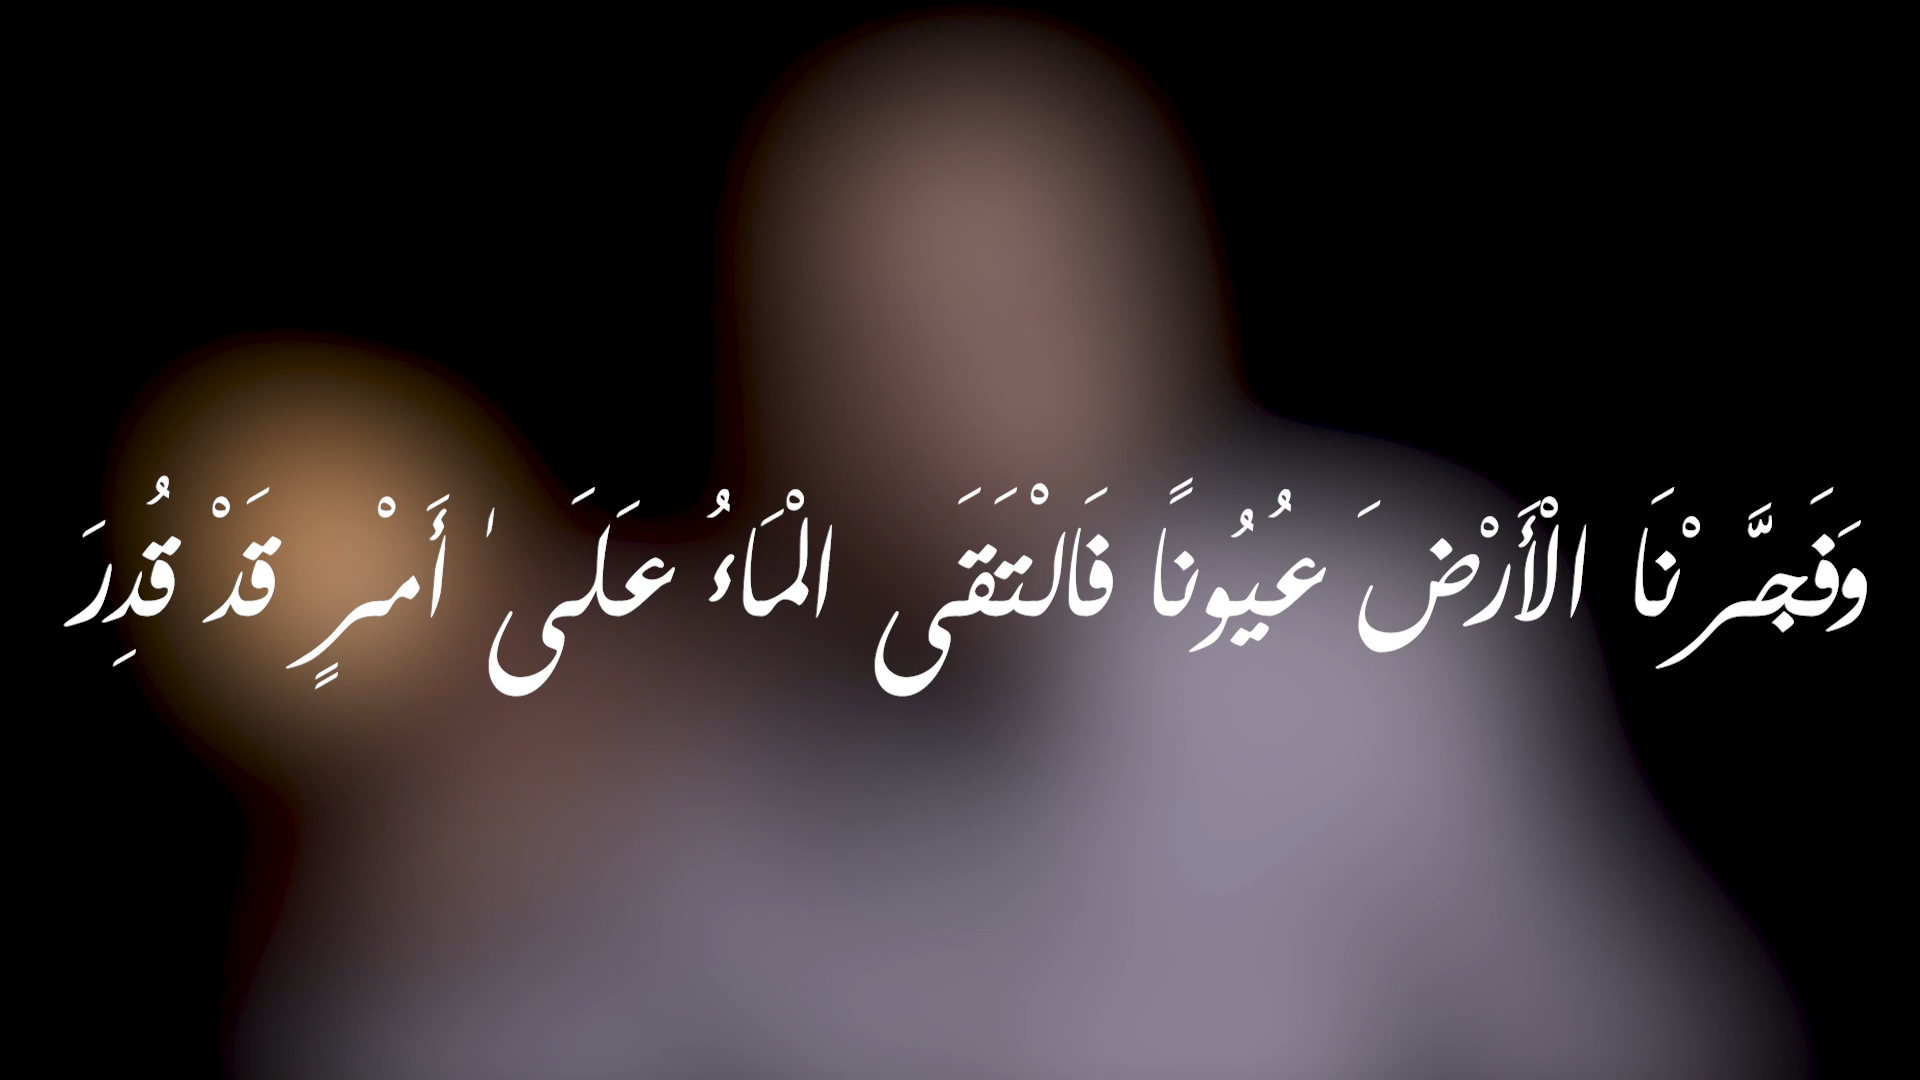 وَفَجَّرْنَا الْأَرْضَ عُيُونًا فَالْتَقَى الْمَاءُ عَلَىٰ أَمْرٍ قَدْ قُدِرَ